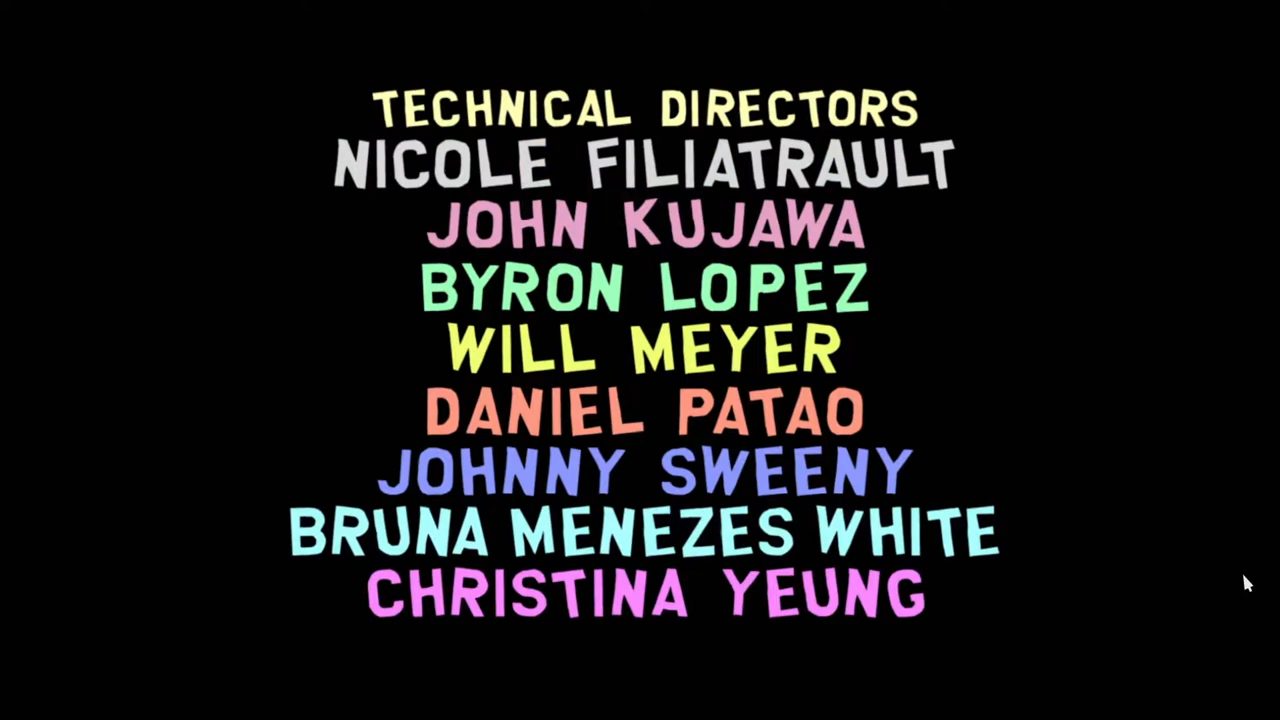 TECHNICAL DIRECTORS
NICOLE FILIATRAULT
JOHN KUJAWA
BYRON LOPEZ
WILL MEYER
DANIEL PATAO
JOHNNY SWEENY
BRUNA MENEZES WHITE
CHRISTINA YEUNG